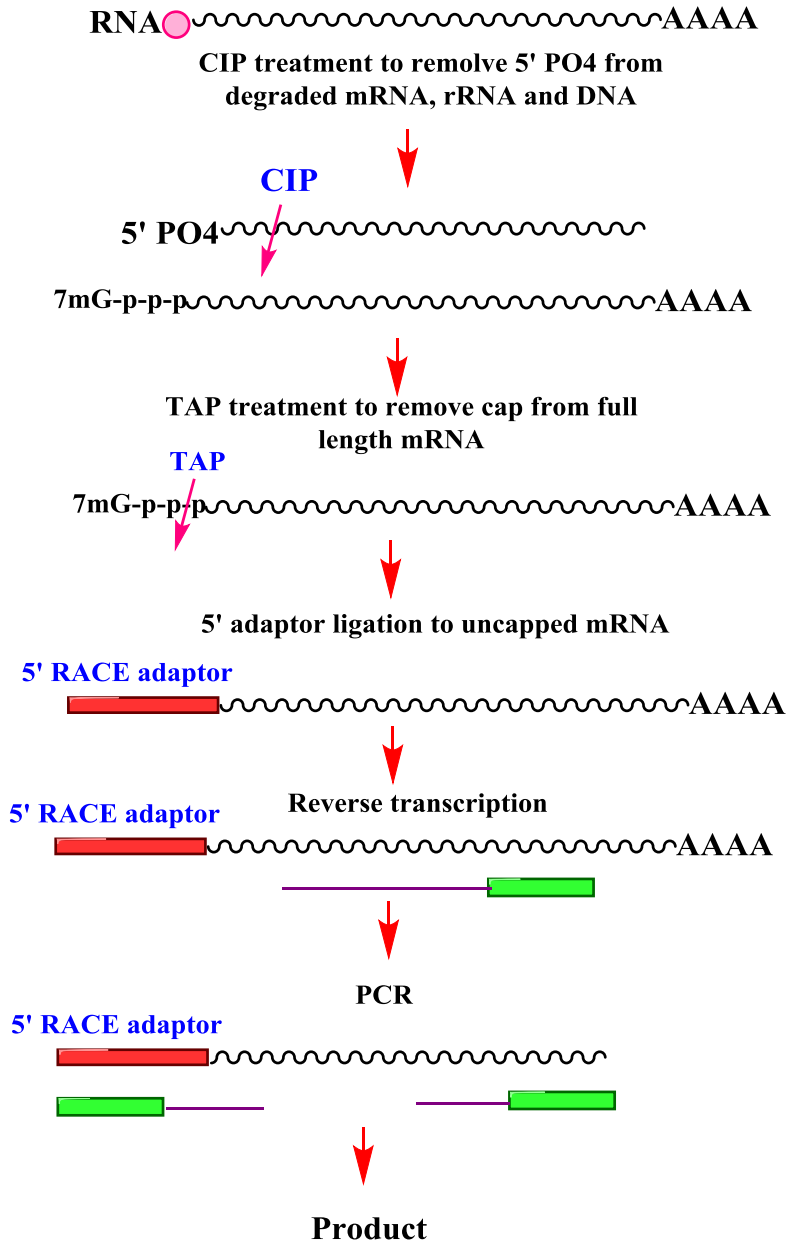 RNA AAAA
CIP treatment to remolve 5' PO4 from
degraded mRNA, rRNA and DNA
CIP
5' PO4
7mG-p-p-p AAAA
TAP treatment to remove cap from full
length mRNA
TAP
7mG-p-p-p AAAA
5' adaptor ligation to uncapped mRNA
5' RACE adaptor
AAAA
Reverse transcription
5' RACE adaptor
AAAA
PCR
5' RACE adaptor
Product